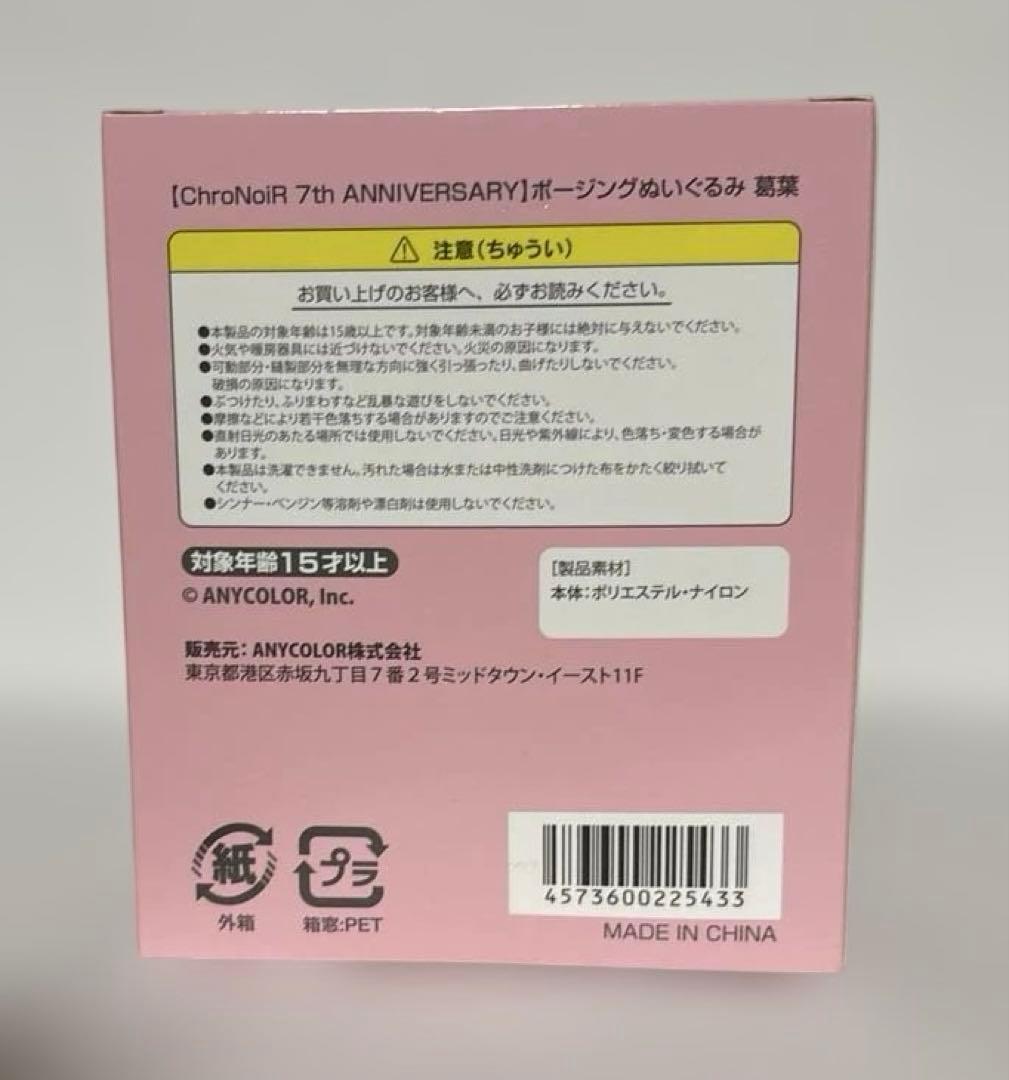 【ChroNoiR 7th ANNIVERSARY】ポージングぬいぐるみ 葛葉
注意(ちゅうい)
お買い上げのお客様へ、必ずお読みください。
●本製品の対象年齢は15歳以上です。対象年齢未満のお子様には絶対に与えないでください。
●火気や暖房器具には近づけないでください。火災の原因になります。
●可動部分・縫製部分を無理な方向に強く引っ張ったり、曲げたりしないでください。
破損の原因になります。
●ぶつけたり、ふりまわすなど乱暴な遊びをしないでください。
●摩擦などにより若干色落ちする場合がありますのでご注意ください。
●直射日光のあたる場所では使用しないでください。日光や紫外線により、色落ち・変色する場合が
あります。
●本製品は洗濯できません。汚れた場合は水または中性洗剤につけた布をかたく絞り拭いて
ください。
●シンナー・ベンジン等溶剤や漂白剤は使用しないでください。
対象年齢15才以上
© ANYCOLOR, Inc.
[製品素材]
本体:ポリエステル・ナイロン
販売元: ANYCOLOR株式会社
東京都港区赤坂九丁目7番2号ミッドタウン・イースト11F
紙
外箱
プラ
箱窓:PET
4573600225433
MADE IN CHINA